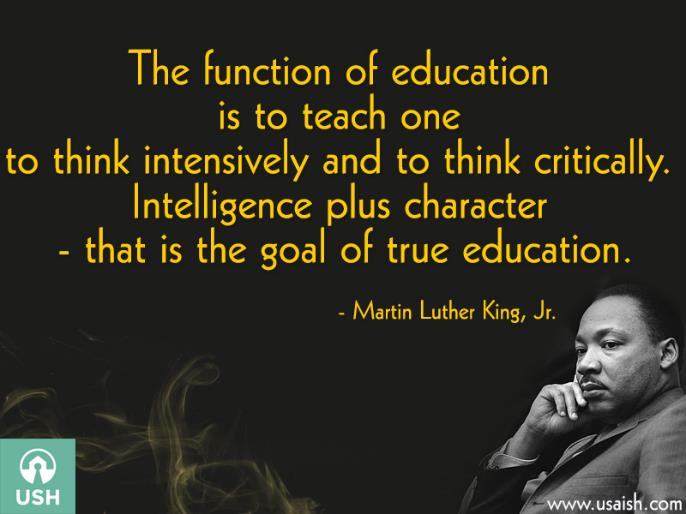 The function of education
is to teach one
to think intensively and to think critically.
Intelligence plus character
- that is the goal of true education.
- Martin Luther King, Jr.
USH
www.usaish.com